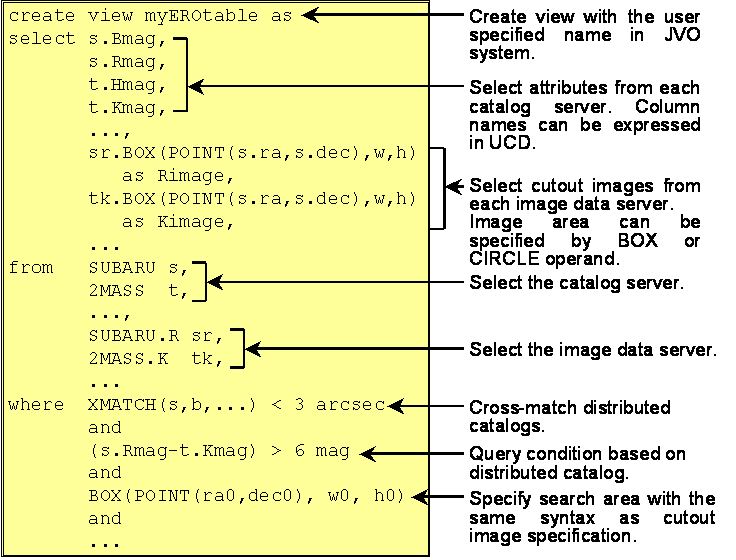 create view myEROtable as
select s.Bmag,
s.Rmag,
t.Hmag,
t.Kmag,
...,
sr.BOX(POINT(s.ra,s.dec),w,h)
as Rimage,
tk.BOX(POINT(s.ra,s.dec),w,h)
as Kimage,
...
from SUBARU s,
2MASS t,
...,
SUBARU.R sr,
2MASS.K tk,
...
where XMATCH(s,b,...) < 3 arcsec
and
(s.Rmag-t.Kmag) > 6 mag
and
BOX(POINT(ra0,dec0), w0, h0)
and
...
Create view with the user
specified name in JVO
system.
Select attributes from each
catalog server. Column
names can be expressed
in UCD.
Select cutout images from
each image data server.
Image area can be
specified by BOX or
CIRCLE operand.
Select the catalog server.
Select the image data server.
Cross-match distributed
catalogs.
Query condition based on
distributed catalog.
Specify search area with the
same syntax as cutout
image specification.